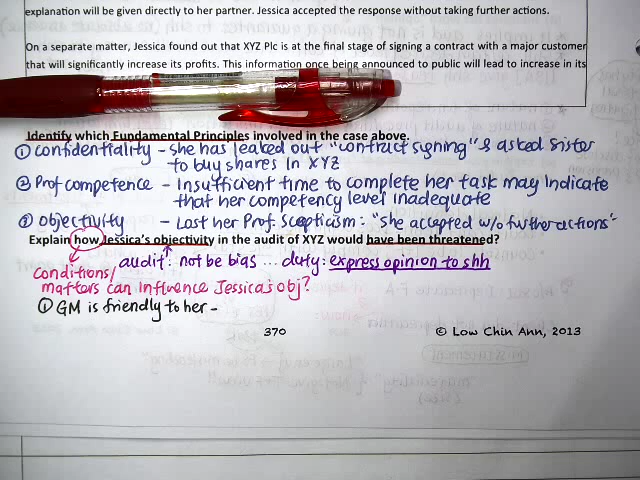 explanation will be given directly to her partner. Jessica accepted the response without taking further actions.
On a separate matter, Jessica found out that XYZ Plc is at the final stage of signing a contract with a major customer
that will significantly increase its profits. This information once being announced to public will lead to increase in its
Identify which Fundamental Principles involved in the case above.
① Confidentiality - She has leaked out "contract signing" & asked sister
to buy shares in XYZ
② Prof competence - Insufficient time to complete her task may indicate
that her competency level inadequate
③ Objectivity - Lost her Prof. Scepticism: "she accepted w/o further actions"
Explain how Jessica's objectivity in the audit of XYZ would have been threatened?
audit: not be bias ... duty: express opinion to shh
conditions/
matters can influence Jessica's obj?
① GM is friendly to her -
370
© Low Chin Ann, 2013